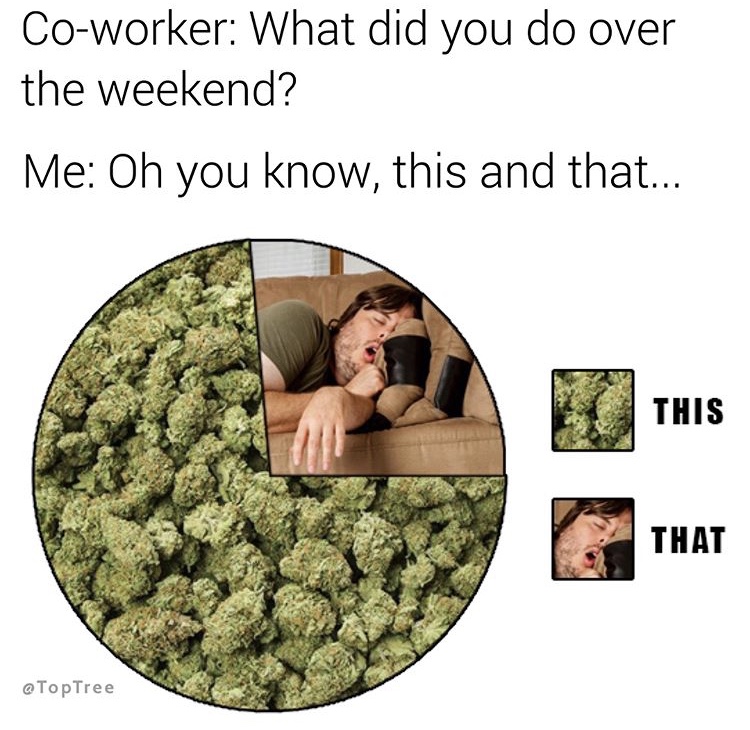 Co-worker: What did you do over
the weekend?
Me: Oh you know, this and that...
THIS
THAT
@TopTree